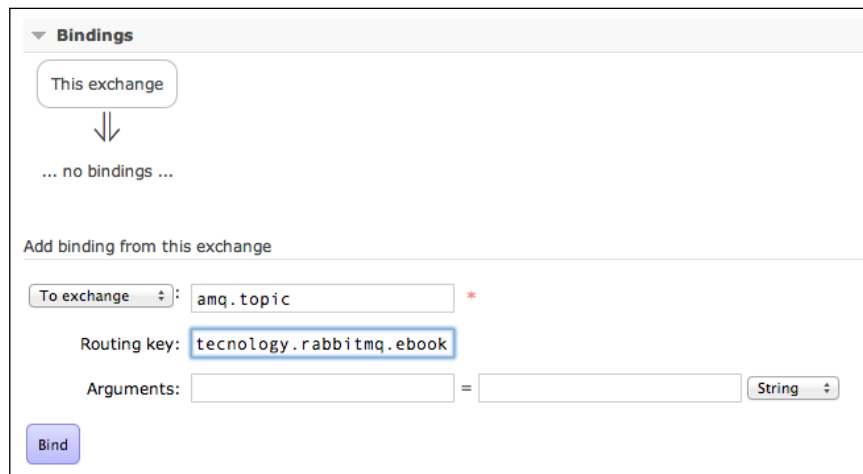 Bindings
This exchange
... no bindings ...
Add binding from this exchange
To exchange : amq.topic *
Routing key: tecnology.rabbitmq.ebook
Arguments: = String
Bind